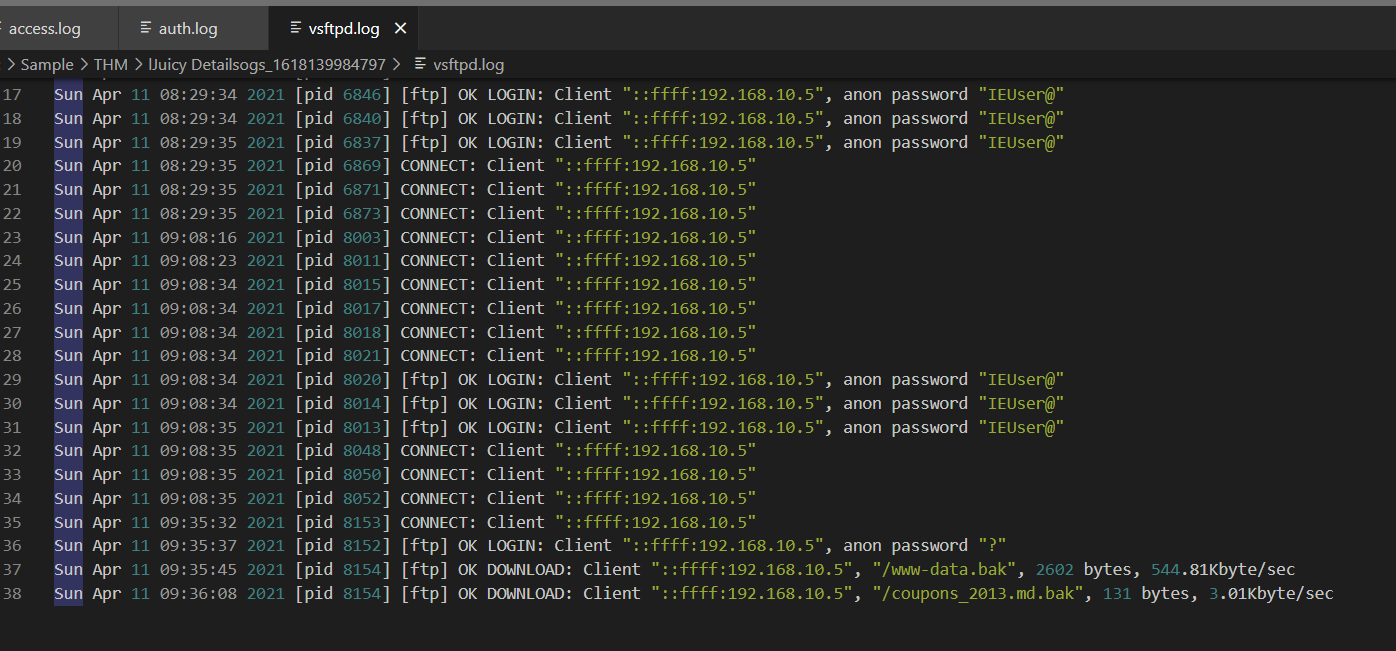 access.log auth.log vsftpd.log
Sample THM lJuicy Detailsogs_1618139984797 vsftpd.log
17 Sun Apr 11 08:29:34 2021 [pid 6846] [ftp] OK LOGIN: Client "::ffff:192.168.10.5", anon password "IEUser@"
18 Sun Apr 11 08:29:34 2021 [pid 6840] [ftp] OK LOGIN: Client "::ffff:192.168.10.5", anon password "IEUser@"
19 Sun Apr 11 08:29:35 2021 [pid 6837] [ftp] OK LOGIN: Client "::ffff:192.168.10.5", anon password "IEUser@"
20 Sun Apr 11 08:29:35 2021 [pid 6869] CONNECT: Client "::ffff:192.168.10.5"
21 Sun Apr 11 08:29:35 2021 [pid 6871] CONNECT: Client "::ffff:192.168.10.5"
22 Sun Apr 11 08:29:35 2021 [pid 6873] CONNECT: Client "::ffff:192.168.10.5"
23 Sun Apr 11 09:08:16 2021 [pid 8003] CONNECT: Client "::ffff:192.168.10.5"
24 Sun Apr 11 09:08:23 2021 [pid 8011] CONNECT: Client "::ffff:192.168.10.5"
25 Sun Apr 11 09:08:34 2021 [pid 8015] CONNECT: Client "::ffff:192.168.10.5"
26 Sun Apr 11 09:08:34 2021 [pid 8017] CONNECT: Client "::ffff:192.168.10.5"
27 Sun Apr 11 09:08:34 2021 [pid 8018] CONNECT: Client "::ffff:192.168.10.5"
28 Sun Apr 11 09:08:34 2021 [pid 8021] CONNECT: Client "::ffff:192.168.10.5"
29 Sun Apr 11 09:08:34 2021 [pid 8020] [ftp] OK LOGIN: Client "::ffff:192.168.10.5", anon password "IEUser@"
30 Sun Apr 11 09:08:34 2021 [pid 8014] [ftp] OK LOGIN: Client "::ffff:192.168.10.5", anon password "IEUser@"
31 Sun Apr 11 09:08:35 2021 [pid 8013] [ftp] OK LOGIN: Client "::ffff:192.168.10.5", anon password "IEUser@"
32 Sun Apr 11 09:08:35 2021 [pid 8048] CONNECT: Client "::ffff:192.168.10.5"
33 Sun Apr 11 09:08:35 2021 [pid 8050] CONNECT: Client "::ffff:192.168.10.5"
34 Sun Apr 11 09:08:35 2021 [pid 8052] CONNECT: Client "::ffff:192.168.10.5"
35 Sun Apr 11 09:35:32 2021 [pid 8153] CONNECT: Client "::ffff:192.168.10.5"
36 Sun Apr 11 09:35:37 2021 [pid 8152] [ftp] OK LOGIN: Client "::ffff:192.168.10.5", anon password "?"
37 Sun Apr 11 09:35:45 2021 [pid 8154] [ftp] OK DOWNLOAD: Client "::ffff:192.168.10.5", "/www-data.bak", 2602 bytes, 544.81Kbyte/sec
38 Sun Apr 11 09:36:08 2021 [pid 8154] [ftp] OK DOWNLOAD: Client "::ffff:192.168.10.5", "/coupons_2013.md.bak", 131 bytes, 3.01Kbyte/sec